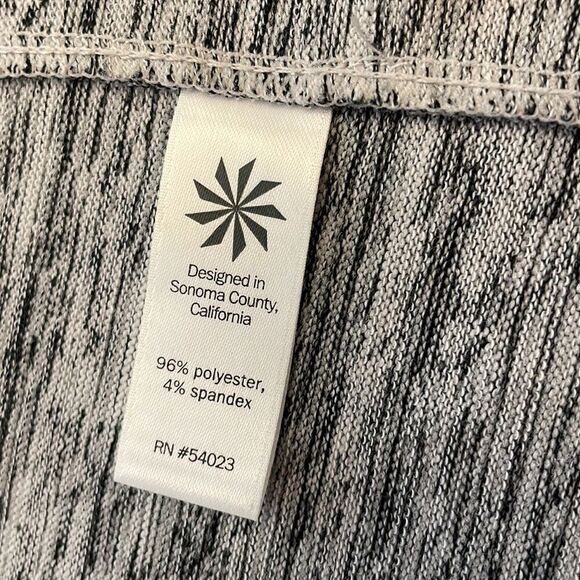 Designed in
Sonoma County,
California
96% polyester,
4% spandex
RN #54023